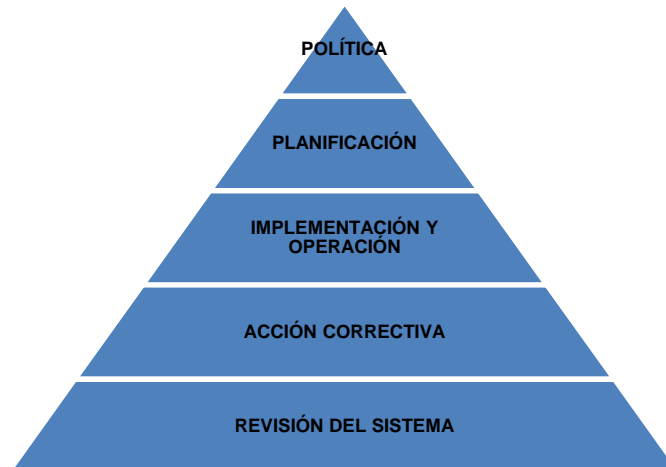 POLÍTICA
PLANIFICACIÓN
IMPLEMENTACIÓN Y
OPERACIÓN
ACCIÓN CORRECTIVA
REVISIÓN DEL SISTEMA